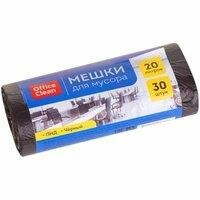 Office
Clean
МЕШКИ
для мусора
20
литров
30
штук
• ПНД • Черный